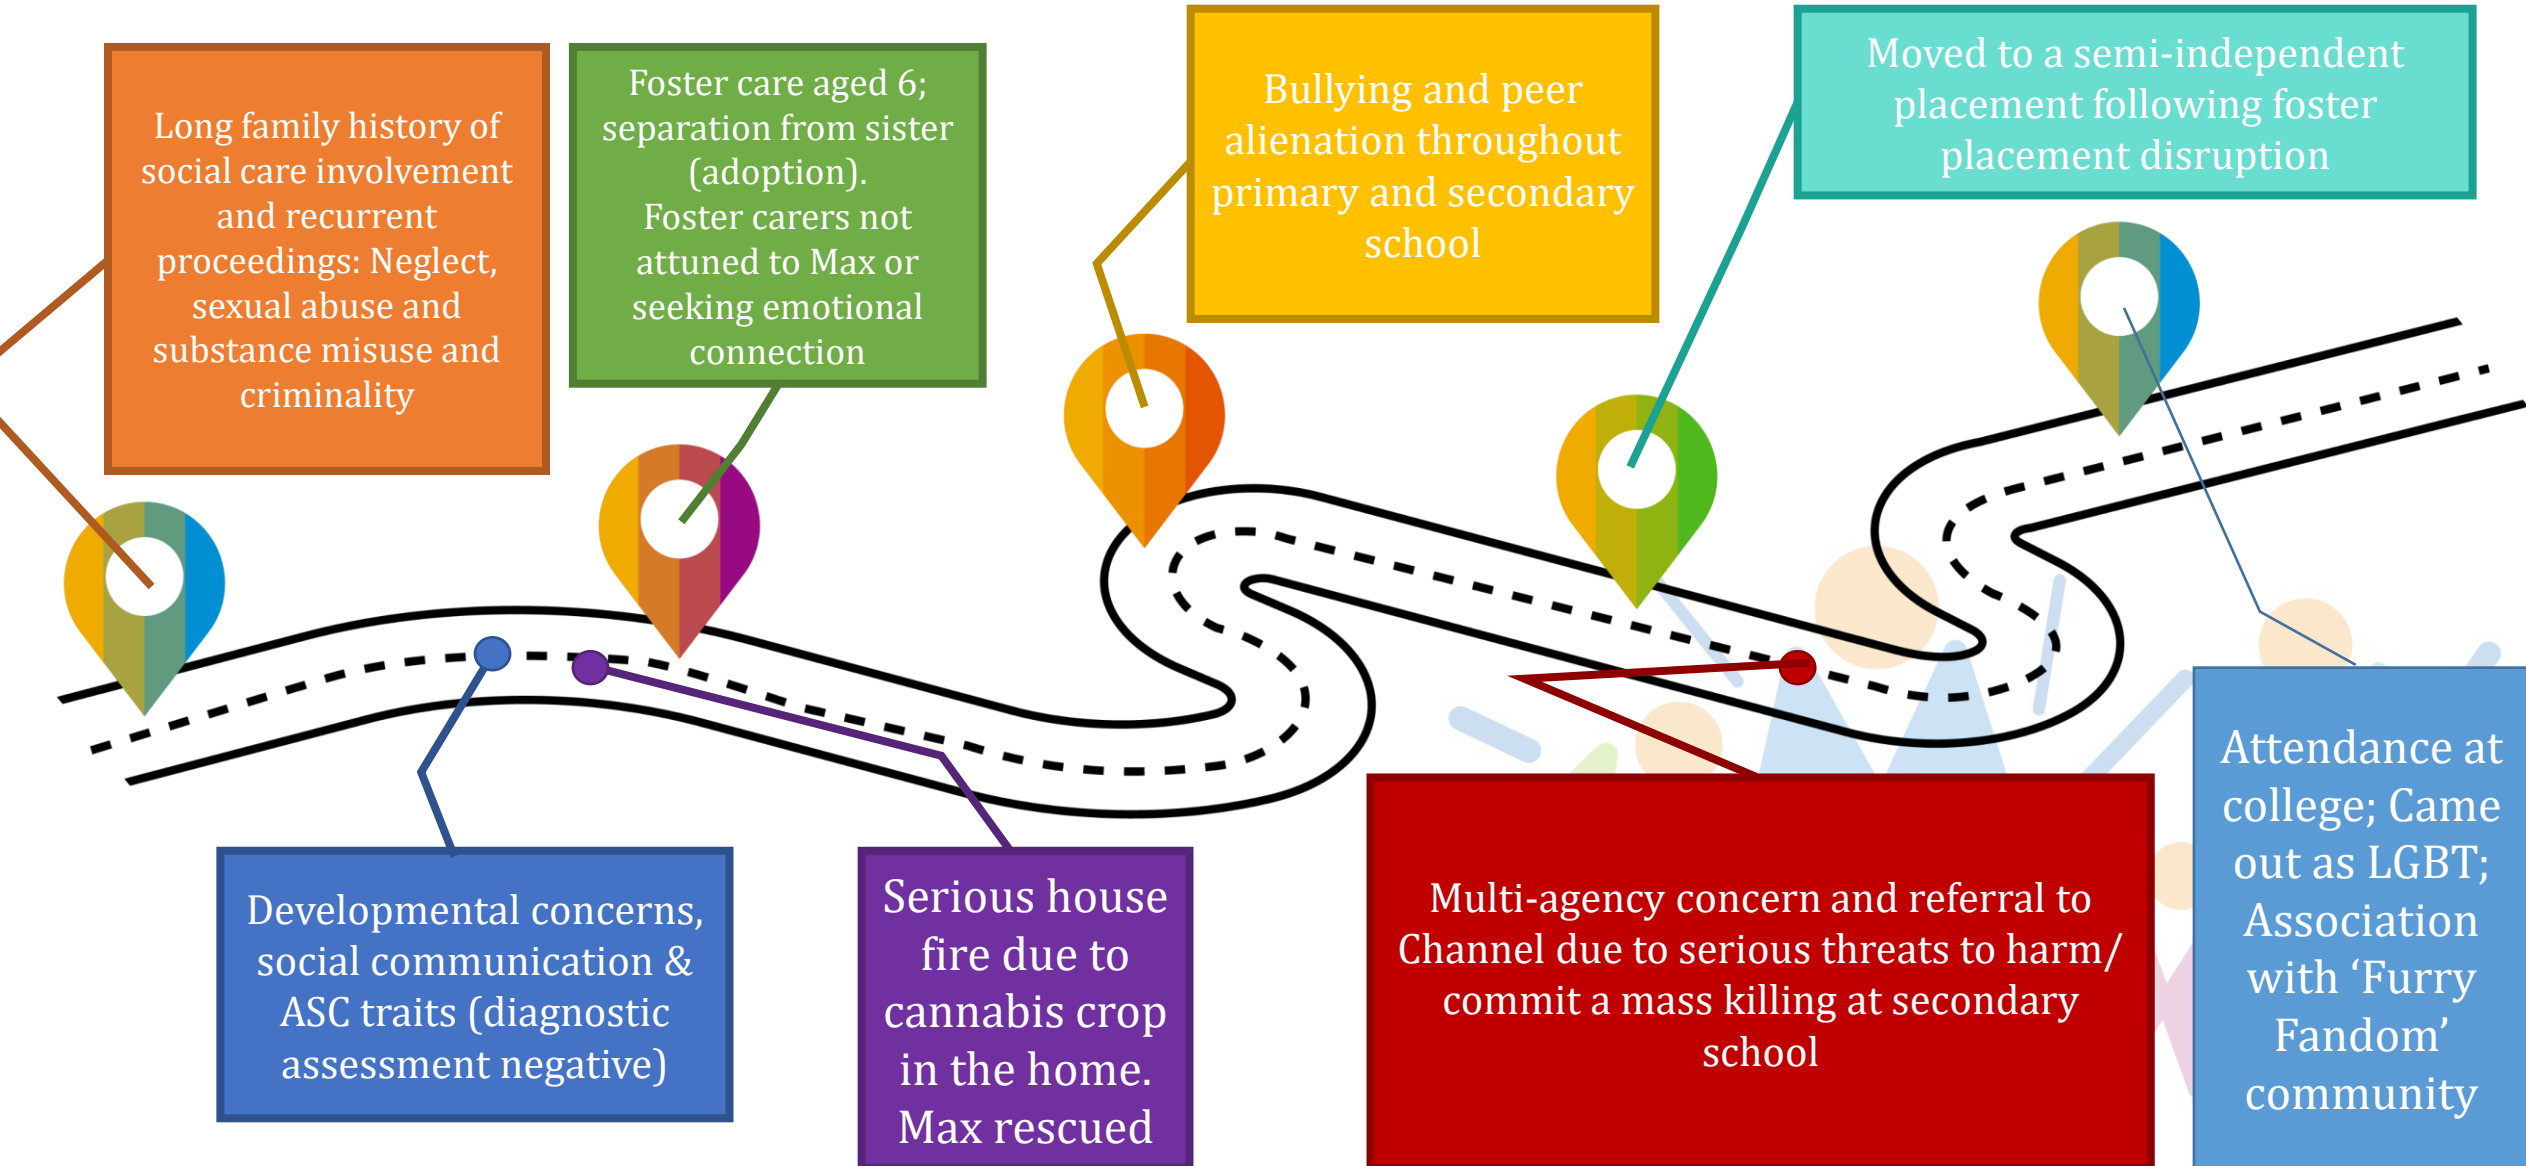 Long family history of
social care involvement
and recurrent
proceedings: Neglect,
sexual abuse and
substance misuse and
criminality
Foster care aged 6;
separation from sister
(adoption).
Foster carers not
attuned to Max or
seeking emotional
connection
Bullying and peer
alienation throughout
primary and secondary
school
Moved to a semi-independent
placement following foster
placement disruption
Developmental concerns,
social communication &
ASC traits (diagnostic
assessment negative)
Serious house
fire due to
cannabis crop
in the home.
Max rescued
Multi-agency concern and referral to
Channel due to serious threats to harm/
commit a mass killing at secondary
school
Attendance at
college; Came
out as LGBT;
Association
with ‘Furry
Fandom’
community